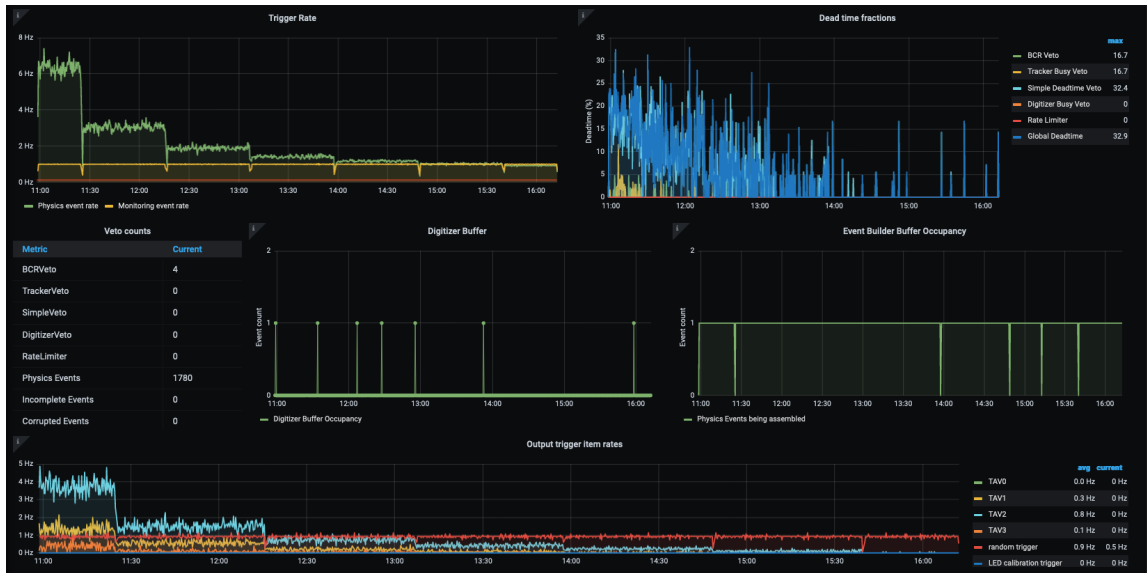 Trigger Rate
8 Hz
6 Hz
4 Hz
2 Hz
0 Hz
11:00 11:30 12:00 12:30 13:00 13:30 14:00 14:30 15:00 15:30 16:00
Physics event rate Monitoring event rate
Dead time fractions
Deadtime (%)
35
30
25
20
15
10
5
0
11:00 12:00 13:00 14:00 15:00 16:00
max
BCR Veto 16.7
Tracker Busy Veto 16.7
Simple Deadtime Veto 32.4
Digitizer Busy Veto 0
Rate Limiter 0
Global Deadtime 32.9
Veto counts
Metric Current
BCRVeto 4
TrackerVeto 0
SimpleVeto 0
DigitizerVeto 0
RateLimiter 0
Physics Events 1780
Incomplete Events 0
Corrupted Events 0
Digitizer Buffer
Event count
2
1
0
11:00 12:00 13:00 14:00 15:00 16:00
Digitizer Buffer Occupancy
Event Builder Buffer Occupancy
Event count
2
1
0
11:00 11:30 12:00 12:30 13:00 13:30 14:00 14:30 15:00 15:30 16:00
Physics Events being assembled
Output trigger item rates
5 Hz
4 Hz
3 Hz
2 Hz
1 Hz
0 Hz
11:00 11:30 12:00 12:30 13:00 13:30 14:00 14:30 15:00 15:30 16:00
avg current
TAV0 0.0 Hz 0 Hz
TAV1 0.3 Hz 0 Hz
TAV2 0.8 Hz 0 Hz
TAV3 0.1 Hz 0 Hz
random trigger 0.9 Hz 0.5 Hz
LED calibration trigger 0 Hz 0 Hz